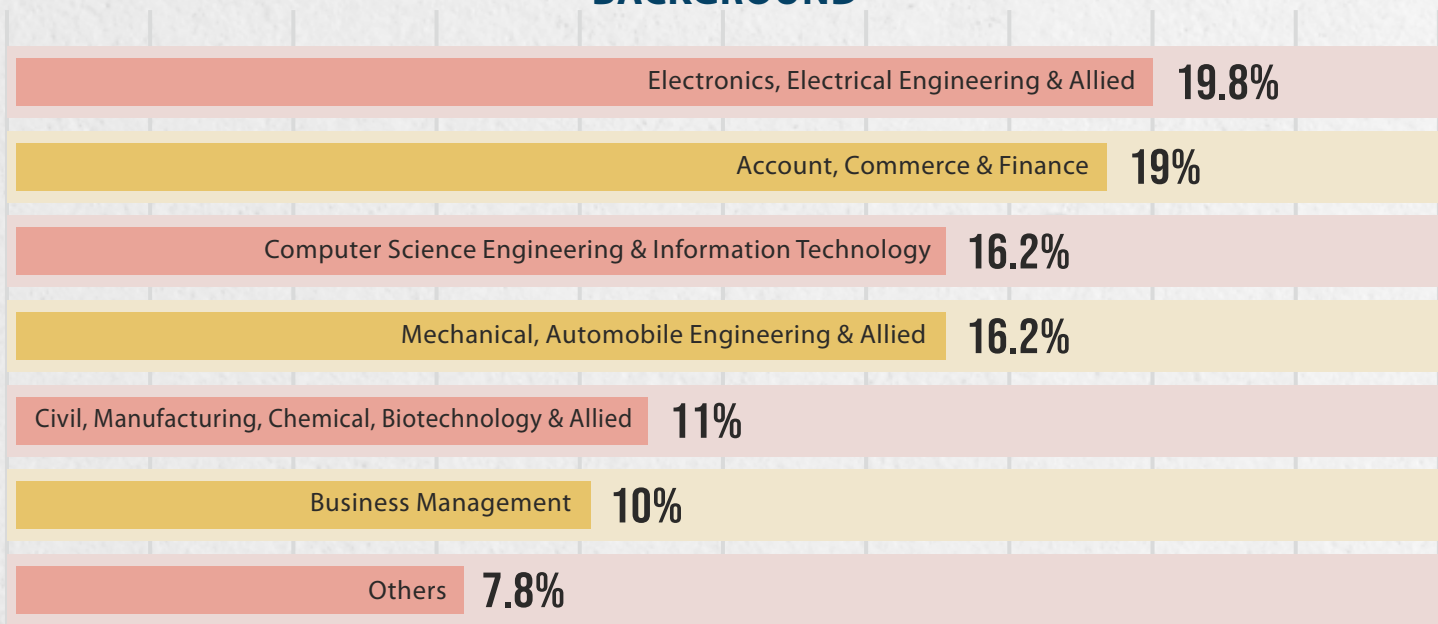 BACKGROUND
Electronics, Electrical Engineering & Allied 19.8%
Account, Commerce & Finance 19%
Computer Science Engineering & Information Technology 16.2%
Mechanical, Automobile Engineering & Allied 16.2%
Civil, Manufacturing, Chemical, Biotechnology & Allied 11%
Business Management 10%
Others 7.8%